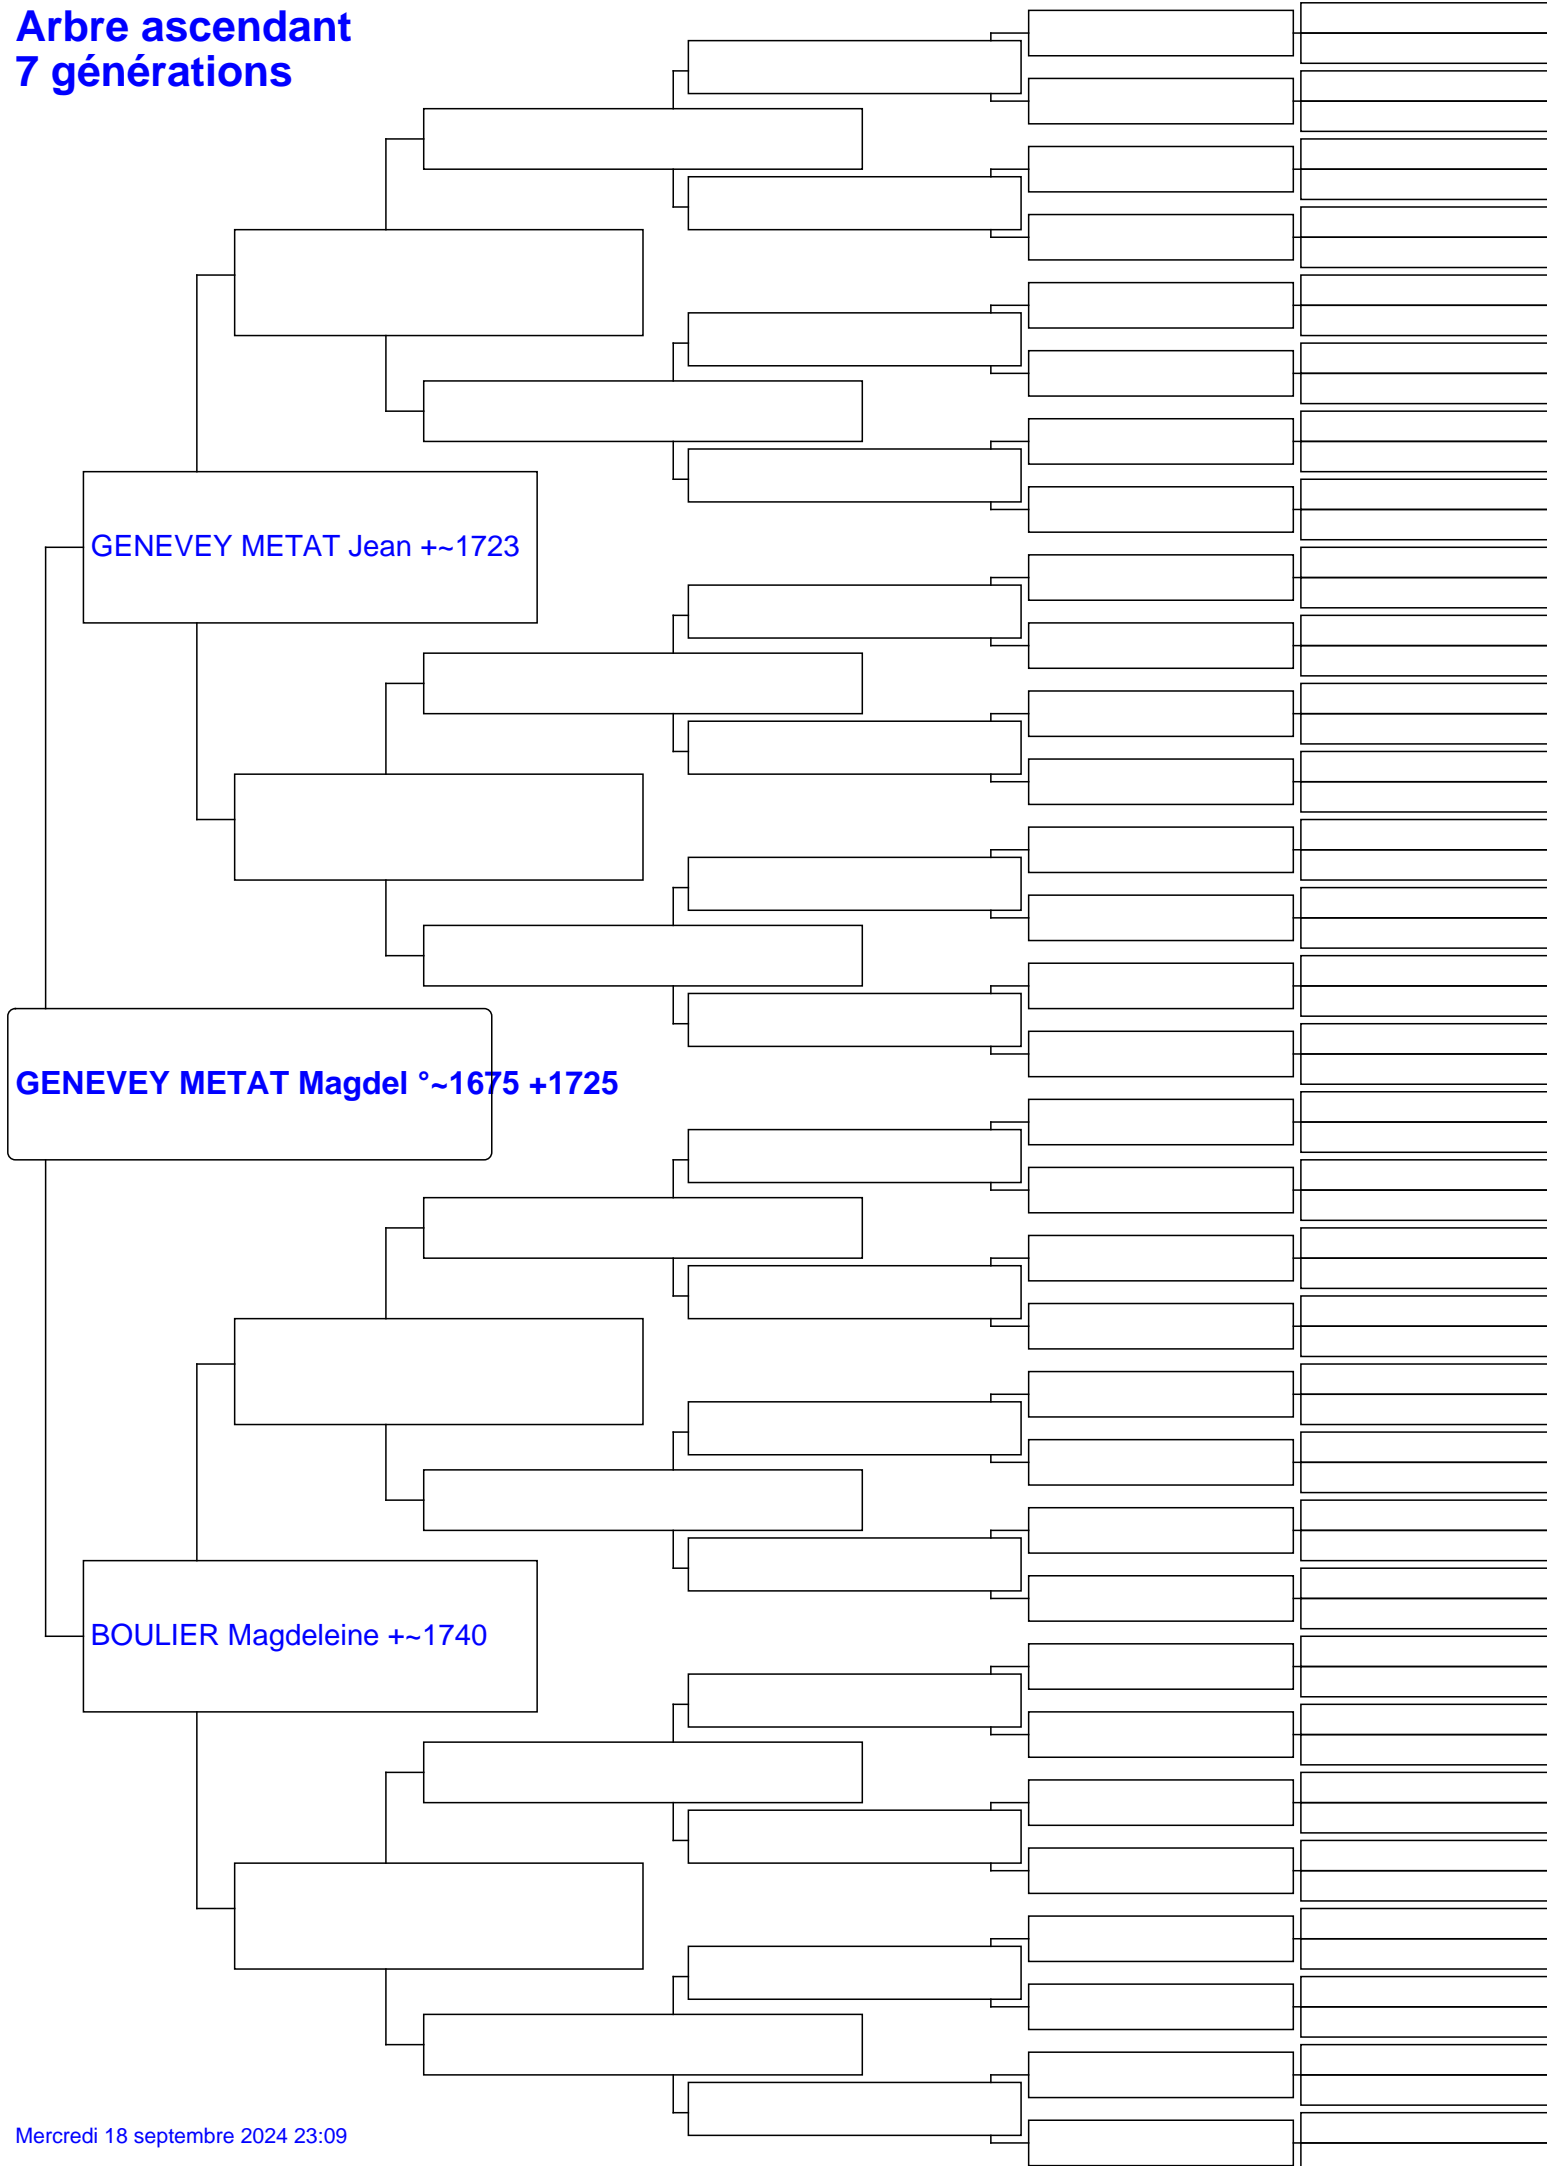 Arbre ascendant
7 générations
GENEVEY METAT Jean +~1723
GENEVEY METAT Magdel °~1675 +1725
BOULIER Magdeleine +~1740
Mercredi 18 septembre 2024 23:09